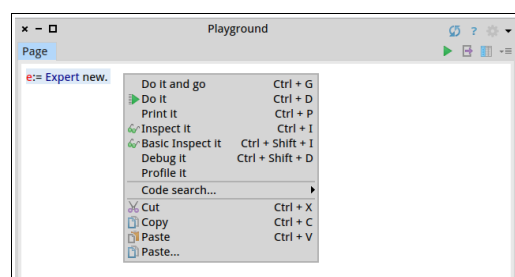 Playground
Page
e:= Expert new.
Do it and go Ctrl + G
Do it Ctrl + D
Print it Ctrl + P
Inspect it Ctrl + I
Basic Inspect it Ctrl + Shift + I
Debug it Ctrl + Shift + D
Profile it
Code search...
Cut Ctrl + X
Copy Ctrl + C
Paste Ctrl + V
Paste...